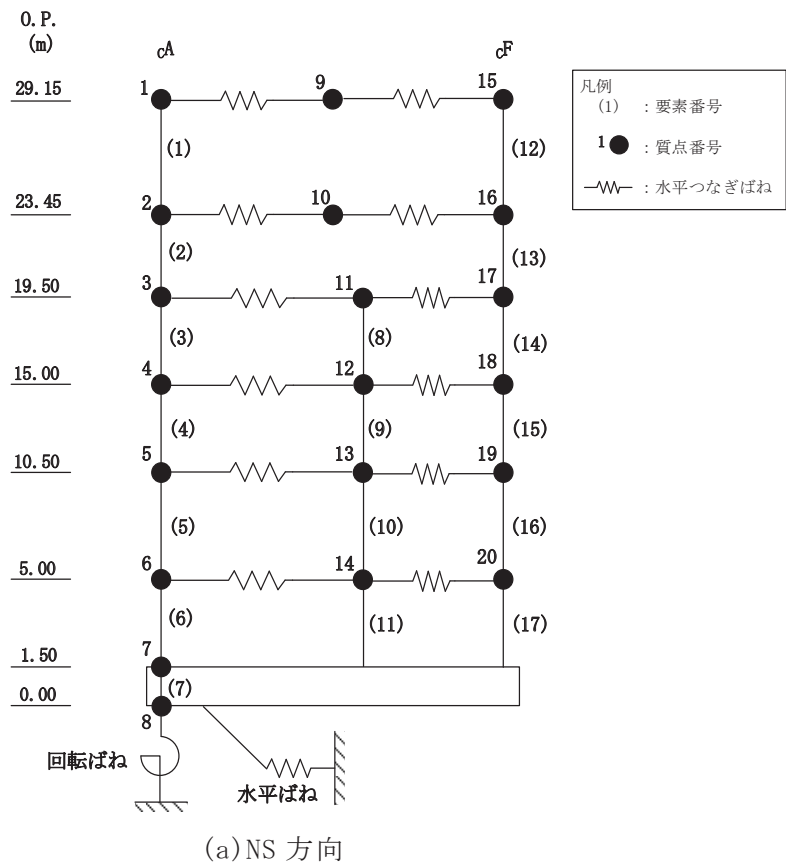 O.P.
(m)
cA cF
29.15 1 9 15
(1) (12)
23.45 2 10 16
(2) (13)
19.50 3 11 17
(3) (8) (14)
15.00 4 12 18
(4) (9) (15)
10.50 5 13 19
(5) (10) (16)
5.00 6 14 20
(6) (11) (17)
1.50 7
(7)
0.00
8
回転ばね
水平ばね
凡例
(1) :要素番号
1 :質点番号
:水平つなぎばね
(a)NS 方向